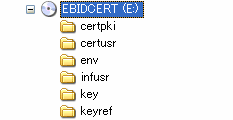 EBIDCERT (E:)
certpki
certusr
env
infusr
key
keyref